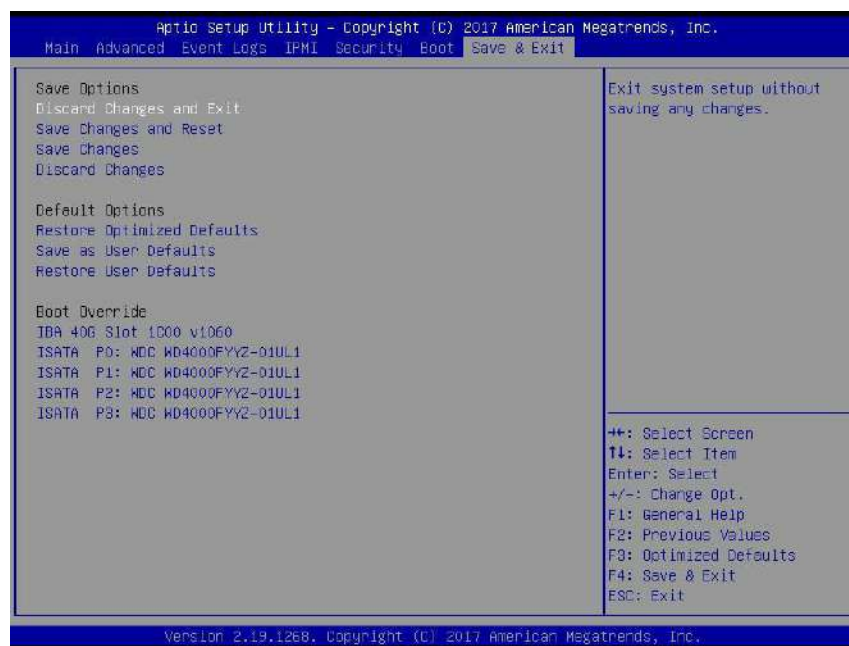 Aptio Setup Utility – Copyright (C) 2017 American Megatrends, Inc.
Main Advanced Event Logs IPMI Security Boot Save & Exit
Save Options
Discard Changes and Exit
Save Changes and Reset
Save Changes
Discard Changes
Default Options
Restore Optimized Defaults
Save as User Defaults
Restore User Defaults
Boot Override
IBA 40G Slot 1C00 v1060
ISATA P0: WDC WD4000FYYZ-01UL1
ISATA P1: WDC WD4000FYYZ-01UL1
ISATA P2: WDC WD4000FYYZ-01UL1
ISATA P3: WDC WD4000FYYZ-01UL1
Exit system setup without
saving any changes.
→←: Select Screen
↑↓: Select Item
Enter: Select
+/-: Change Opt.
F1: General Help
F2: Previous Values
F3: Optimized Defaults
F4: Save & Exit
ESC: Exit
Version 2.19.1268. Copyright (C) 2017 American Megatrends, Inc.